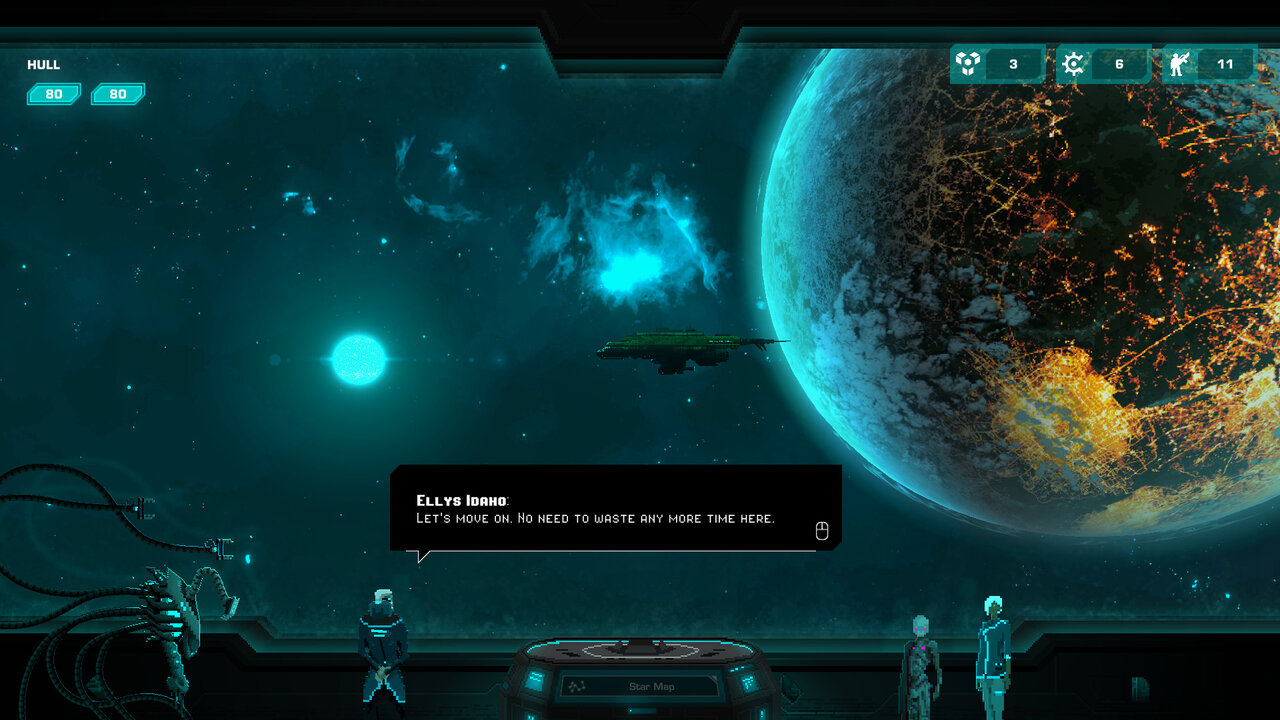 HULL
80 80
3 6 11
Ellys Idaho:
Let's move on. No need to waste any more time here.
Star Map